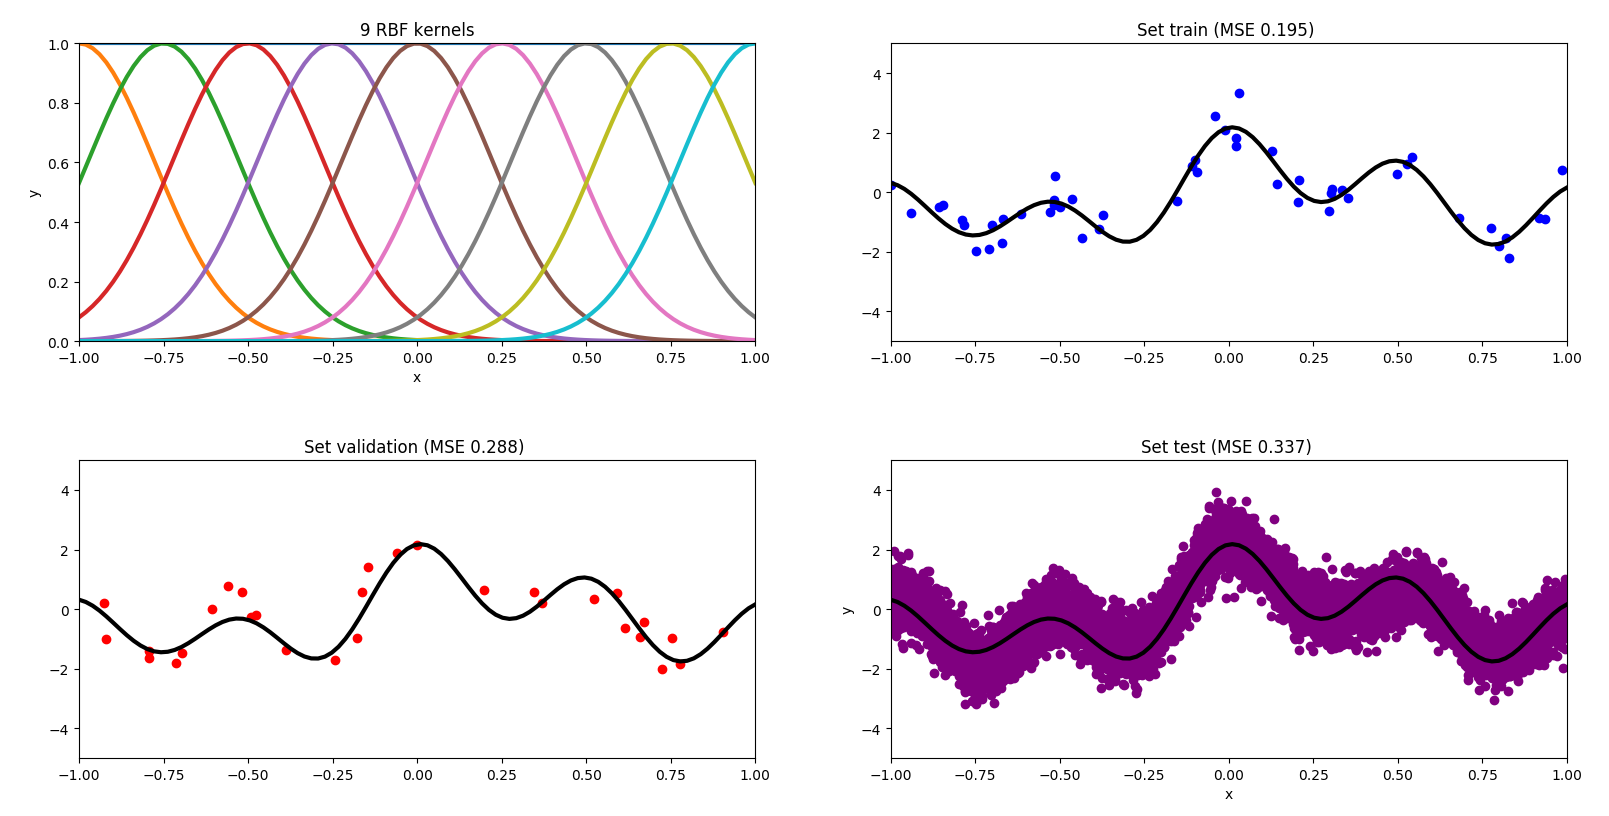 9 RBF kernels
1.0
0.8
0.6
0.4
0.2
0.0
y
−1.00 −0.75 −0.50 −0.25 0.00 0.25 0.50 0.75 1.00
x
Set train (MSE 0.195)
4
2
0
−2
−4
−1.00 −0.75 −0.50 −0.25 0.00 0.25 0.50 0.75 1.00
Set validation (MSE 0.288)
4
2
0
−2
−4
−1.00 −0.75 −0.50 −0.25 0.00 0.25 0.50 0.75 1.00
Set test (MSE 0.337)
4
2
0
−2
−4
y
−1.00 −0.75 −0.50 −0.25 0.00 0.25 0.50 0.75 1.00
x